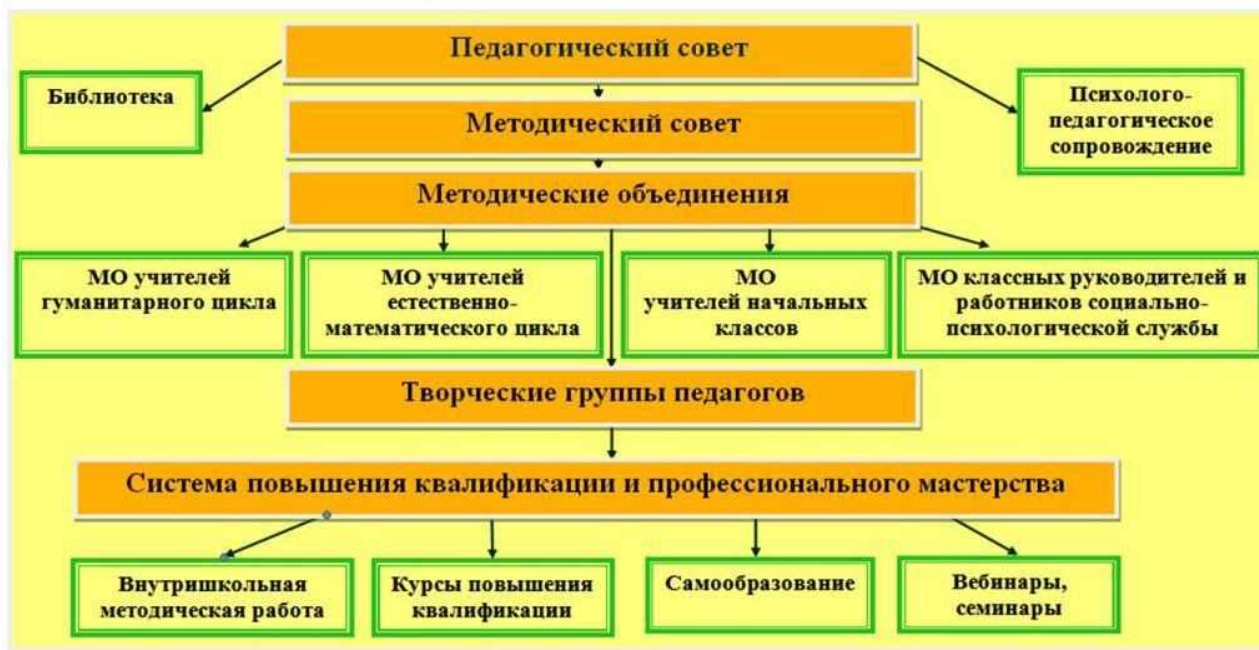 Педагогический совет
Библиотека
Психолого-
педагогическое
сопровождение
Методический совет
Методические объединения
МО учителей
гуманитарного цикла
МО учителей
естественно-
математического цикла
МО
учителей начальных
классов
МО классных руководителей и
работников социально-
психологической службы
Творческие группы педагогов
Система повышения квалификации и профессионального мастерства
Внутришкольная
методическая работа
Курсы повышения
квалификации
Самообразование
Вебинары,
семинары